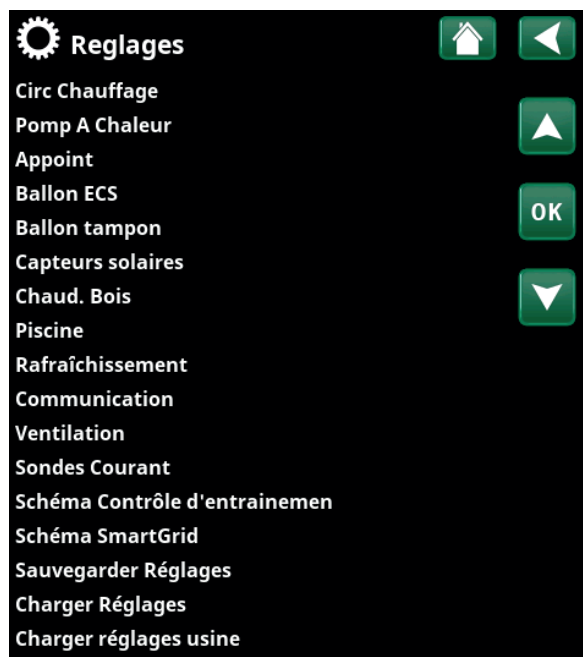 Reglages
Circ Chauffage
Pomp A Chaleur
Appoint
Ballon ECS
OK
Ballon tampon
Capteurs solaires
Chaud. Bois
Piscine
Rafraîchissement
Communication
Ventilation
Sondes Courant
Schéma Contrôle d'entrainemen
Schéma SmartGrid
Sauvegarder Réglages
Charger Réglages
Charger réglages usine